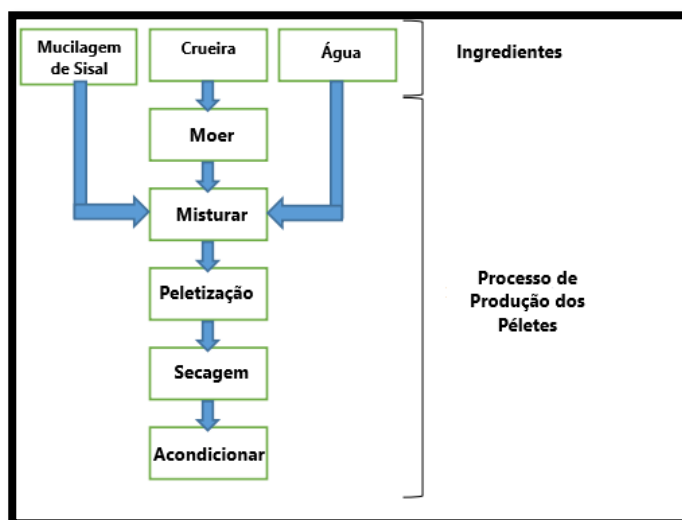 Mucilagem
de Sisal
Crueira
Água
Ingredientes
Moer
Misturar
Peletização
Processo de
Produção dos
Péletes
Secagem
Acondicionar